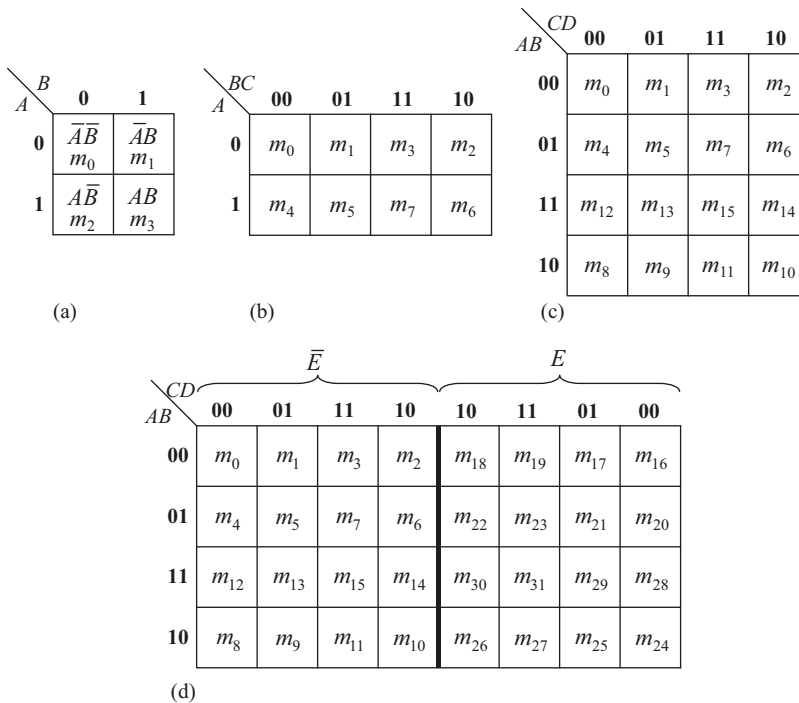 B
A
0 1
0 A̅B̅ A̅B
m₀ m₁
1 AB̅ AB
m₂ m₃
(a)
BC
A
00 01 11 10
0 m₀ m₁ m₃ m₂
1 m₄ m₅ m₇ m₆
(b)
CD
AB
00 01 11 10
00 m₀ m₁ m₃ m₂
01 m₄ m₅ m₇ m₆
11 m₁₂ m₁₃ m₁₅ m₁₄
10 m₈ m₉ m₁₁ m₁₀
(c)
E̅ E
CD
AB
00 01 11 10 10 11 01 00
00 m₀ m₁ m₃ m₂ m₁₈ m₁₉ m₁₇ m₁₆
01 m₄ m₅ m₇ m₆ m₂₂ m₂₃ m₂₁ m₂₀
11 m₁₂ m₁₃ m₁₅ m₁₄ m₃₀ m₃₁ m₂₉ m₂₈
10 m₈ m₉ m₁₁ m₁₀ m₂₆ m₂₇ m₂₅ m₂₄
(d)